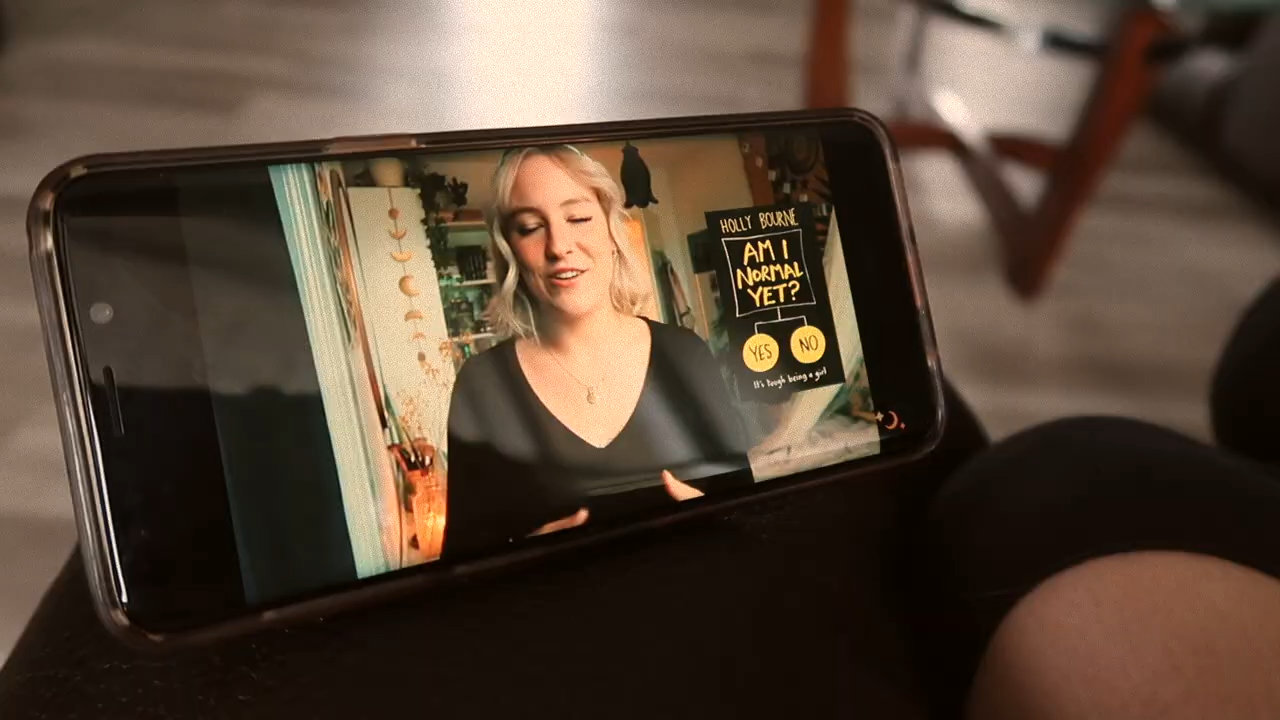 HOLLY BOURNE
AM I
NORMAL
YET?
YES NO
It's tough being a girl